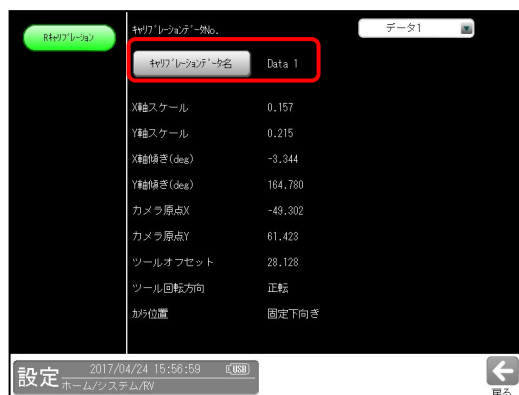 Rｷｬﾘﾌﾞﾚｰｼｮﾝ
ｷｬﾘﾌﾞﾚｰｼｮﾝﾃﾞｰﾀNo.
データ1
ｷｬﾘﾌﾞﾚｰｼｮﾝﾃﾞｰﾀ名 Data 1
X軸スケール 0.157
Y軸スケール 0.215
X軸傾き(deg) -3.344
Y軸傾き(deg) 164.780
カメラ原点X -49.302
カメラ原点Y 61.423
ツールオフセット 28.128
ツール回転方向 正転
ｶﾒﾗ位置 固定下向き
設定
2017/04/24 15:56:59 USB
ホーム/システム/RV
戻る